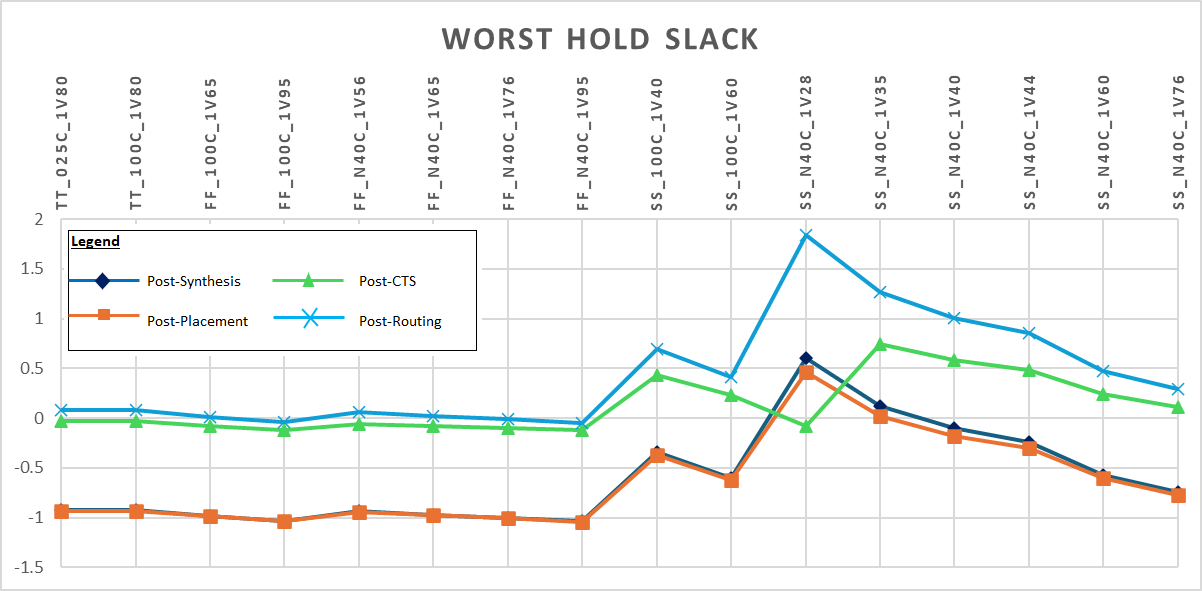 WORST HOLD SLACK
TT_025C_1V80
TT_100C_1V80
FF_100C_1V65
FF_100C_1V95
FF_N40C_1V56
FF_N40C_1V65
FF_N40C_1V76
FF_N40C_1V95
SS_100C_1V40
SS_100C_1V60
SS_N40C_1V28
SS_N40C_1V35
SS_N40C_1V40
SS_N40C_1V44
SS_N40C_1V60
SS_N40C_1V76
2
1.5
1
0.5
0
-0.5
-1
-1.5
Legend
Post-Synthesis
Post-CTS
Post-Placement
Post-Routing